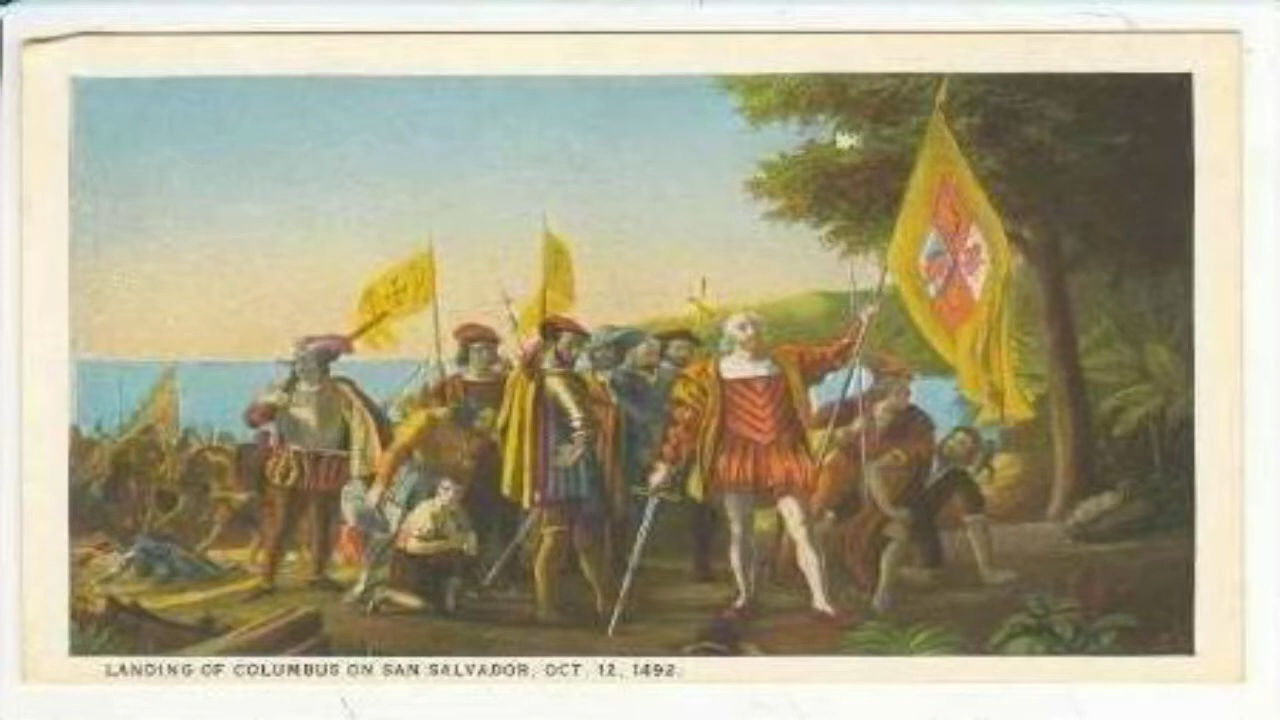 LANDING OF COLUMBUS ON SAN SALVADOR, OCT. 12, 1492.